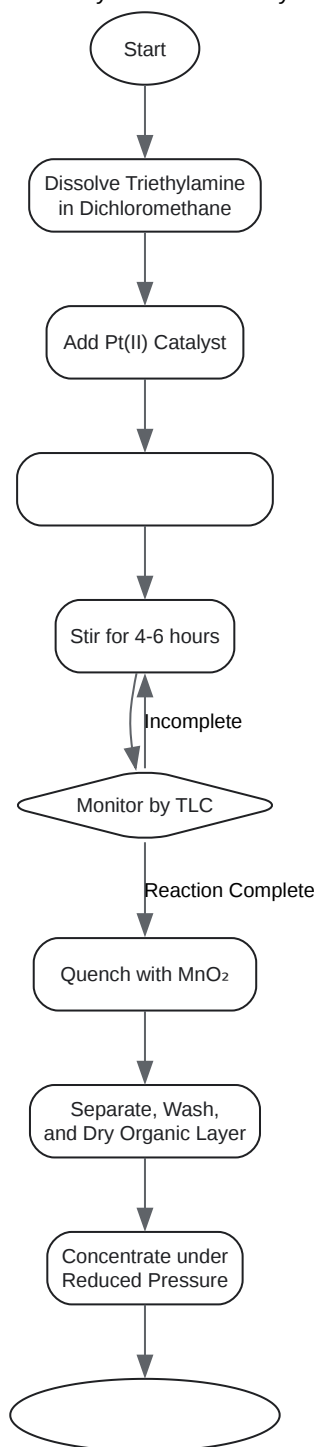 Start
Dissolve Triethylamine
in Dichloromethane
Add Pt(II) Catalyst
Stir for 4-6 hours
Incomplete
Monitor by TLC
Reaction Complete
Quench with MnO₂
Separate, Wash,
and Dry Organic Layer
Concentrate under
Reduced Pressure